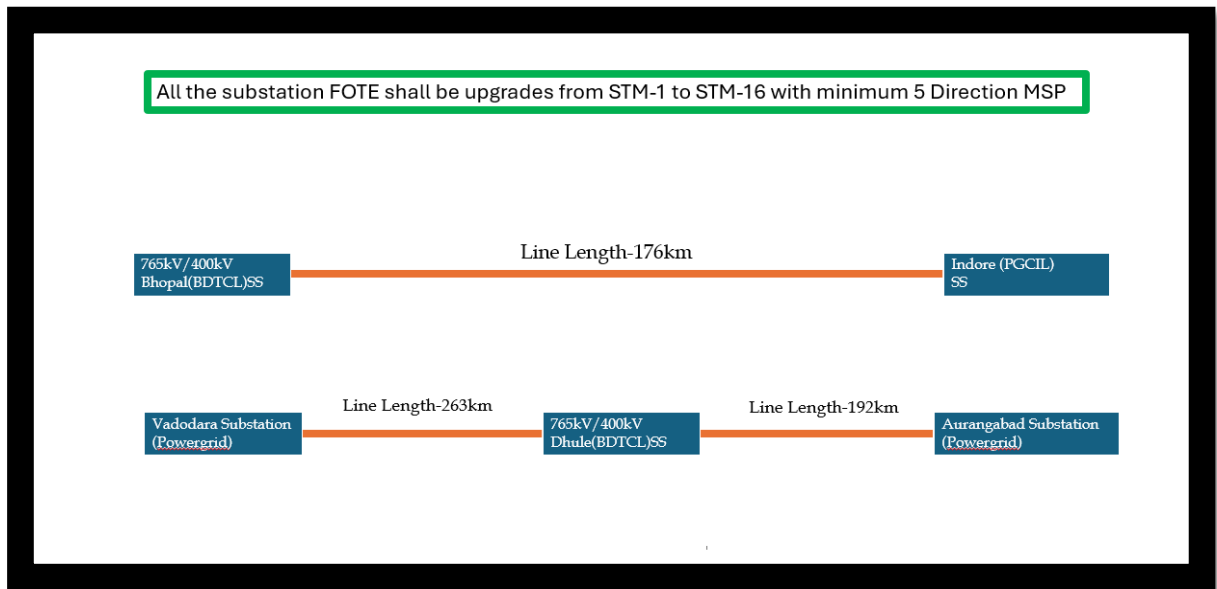 All the substation FOTE shall be upgrades from STM-1 to STM-16 with minimum 5 Direction MSP
Line Length-176km
765kV/400kV
Bhopal(BDTCL)SS
Indore (PGCIL)
SS
Line Length-263km
Line Length-192km
Vadodara Substation
(Powergrid)
765kV/400kV
Dhule(BDTCL)SS
Aurangabad Substation
(Powergrid)